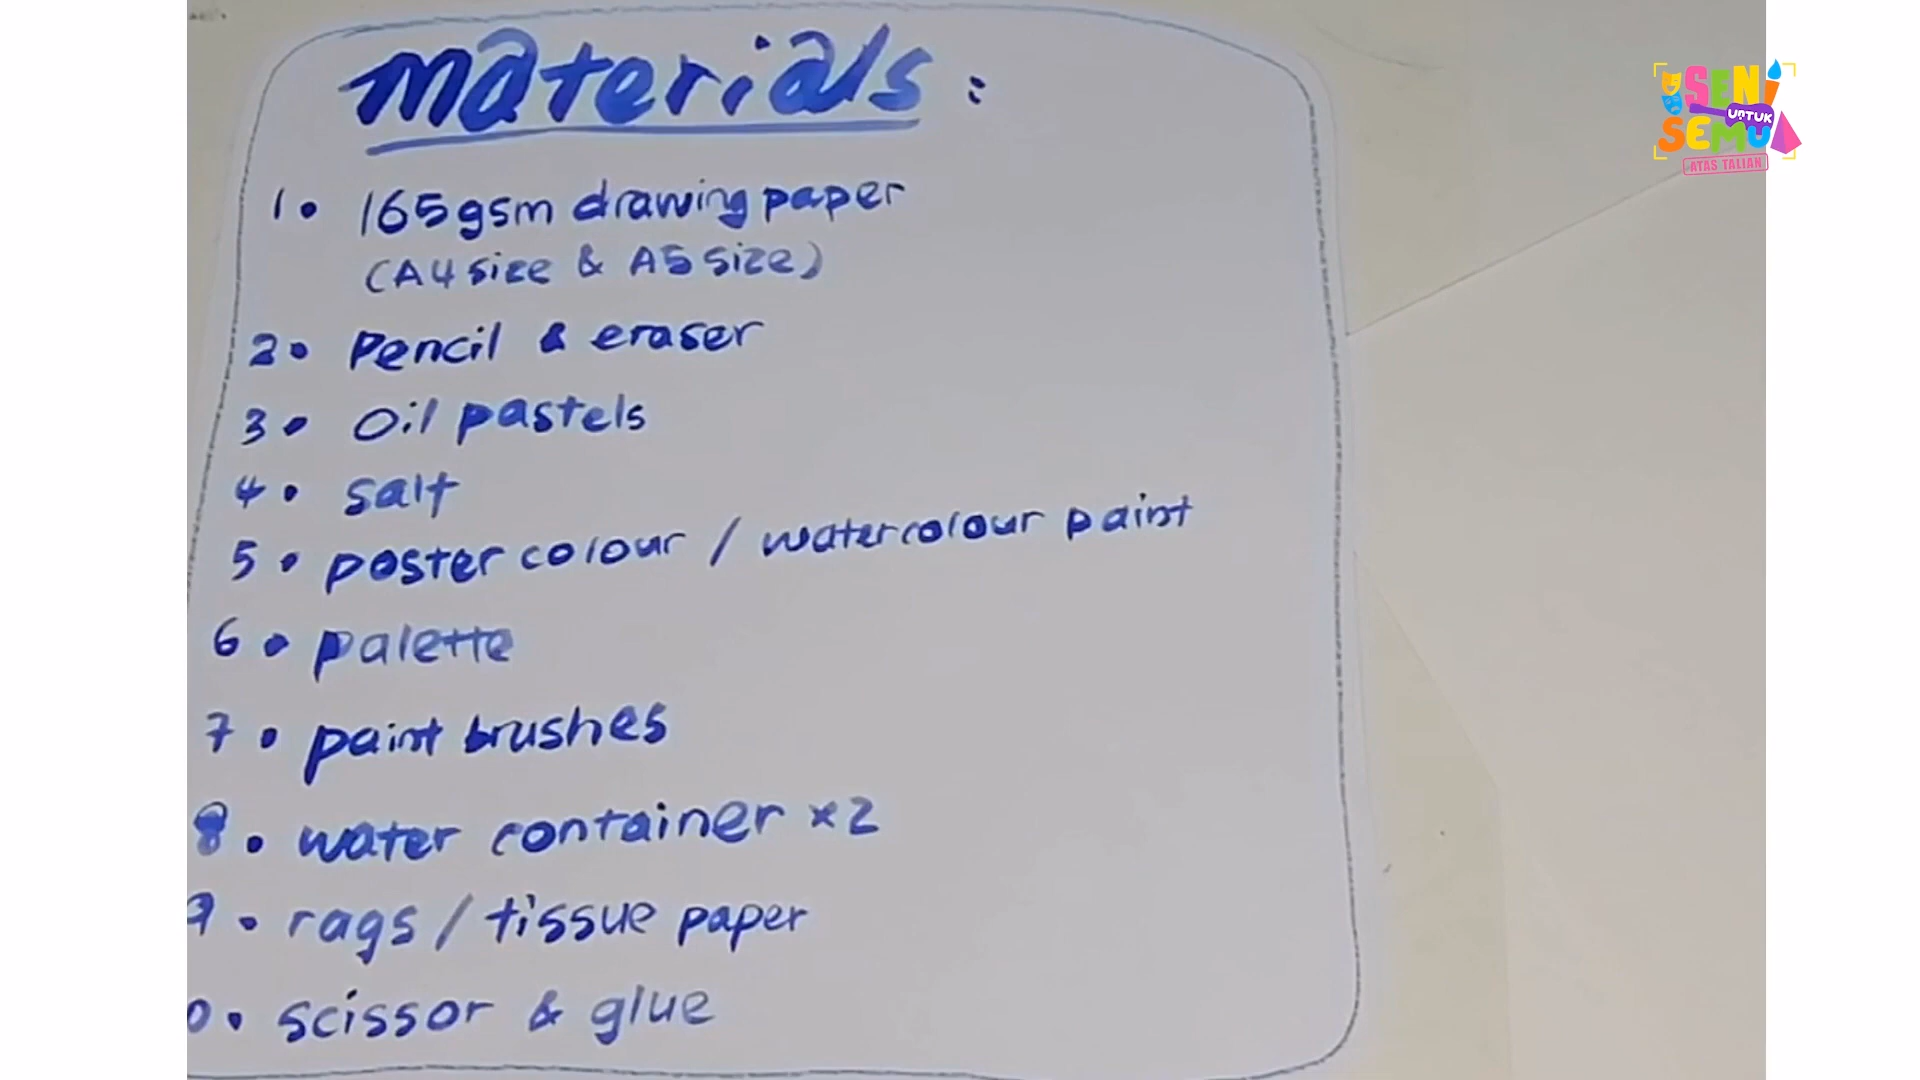 Materials :
1. 165gsm drawing paper
(A4 size & A5 size)
2. Pencil & eraser
3. Oil pastels
4. salt
5. poster colour / watercolour paint
6. palette
7. paint brushes
8. water container x2
9. rags / tissue paper
0. scissor & glue
SENI
UNTUK
SEMUA
ATAS TALIAN